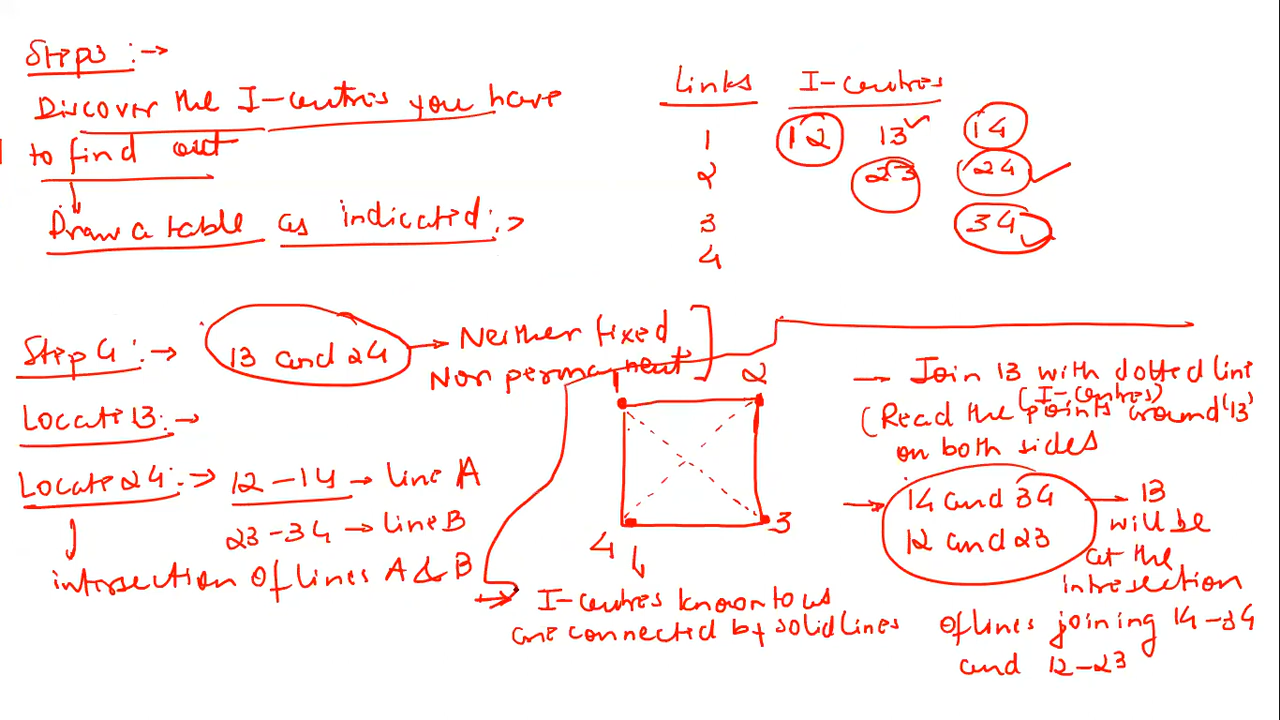 Step3 :→
Discover the I-centres you have
to find out
Draw a table as indicated:>
Links I-centres
1 12 13 14
2 23 24
3 34
4
Step 4 :→ 13 and 24 → Neither fixed
Nor permanent
Locate 13 :→
Locate 24 :→ 12 - 14 → Line A
23 - 34 → Line B
intrsection of lines A & B
1 2
4 3
I-centres known to us
are connected by solid lines
— Join 13 with dotted line
(I-centres)
(Read the points around '13'
on both sides
→ 14 and 34 → 13
12 and 23 will be
at the
intresection
of lines joining 14-34
and 12-23